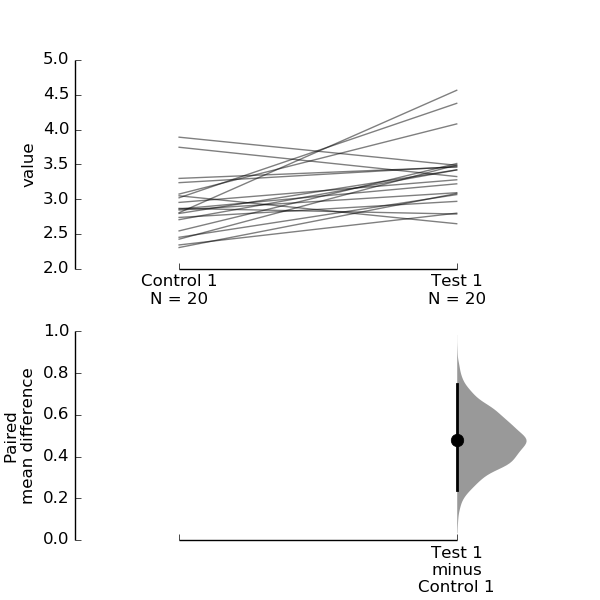 5.0
4.5
4.0
3.5
3.0
2.5
2.0
value
Control 1
N = 20
Test 1
N = 20
1.0
0.8
0.6
0.4
0.2
0.0
Paired
mean difference
Test 1
minus
Control 1